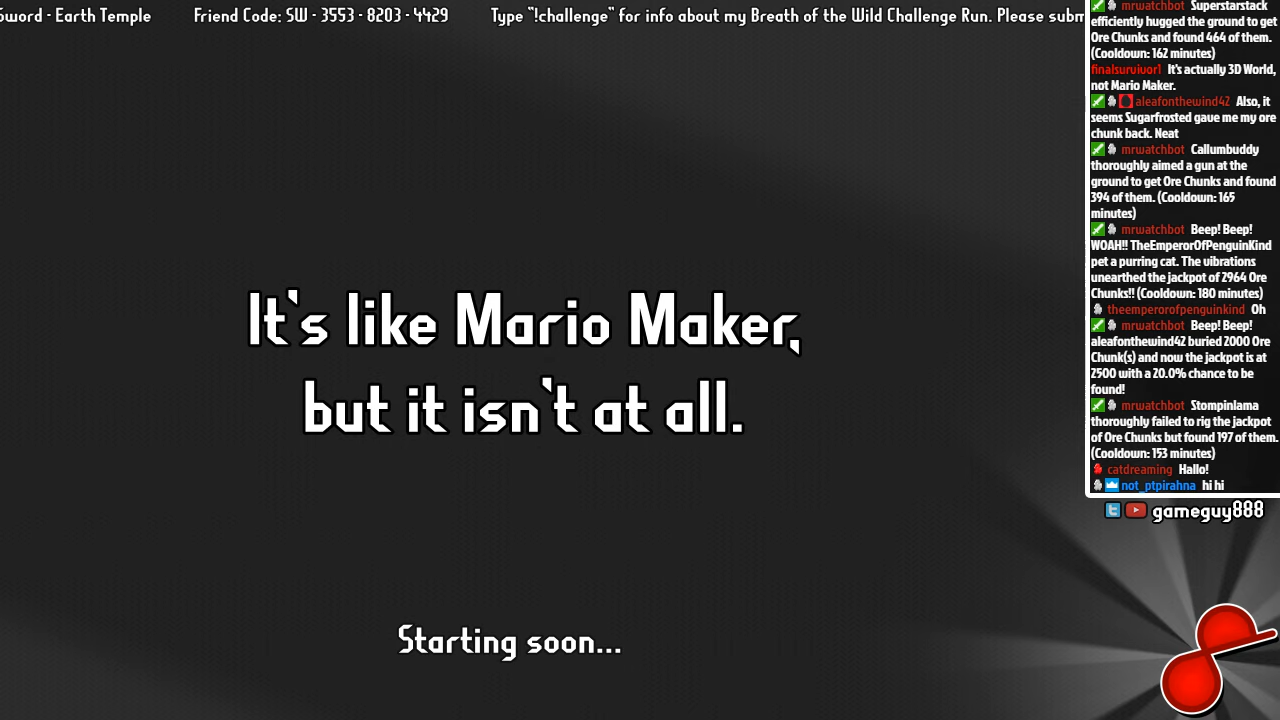 Sword - Earth Temple Friend Code: SW - 3553 - 8203 - 4429 Type "!challenge" for info about my Breath of the Wild Challenge Run. Please subm
mrwatchbot Superstarstack
efficiently hugged the ground to get
Ore Chunks and found 464 of them.
(Cooldown: 162 minutes)
finalsurvivor1 It's actually 3D World,
not Mario Maker.
aleafonthewind42 Also, it
seems Sugarfrosted gave me my ore
chunk back. Neat
mrwatchbot Callumbuddy
thoroughly aimed a gun at the
ground to get Ore Chunks and found
394 of them. (Cooldown: 165
minutes)
mrwatchbot Beep! Beep!
WOAH!! TheEmperorOfPenguinKind
pet a purring cat. The vibrations
unearthed the jackpot of 2964 Ore
Chunks!! (Cooldown: 180 minutes)
theemperorofpenguinkind Oh
mrwatchbot Beep! Beep!
aleafonthewind42 buried 2000 Ore
Chunk(s) and now the jackpot is at
2500 with a 20.0% chance to be
found!
mrwatchbot Stompinlama
thoroughly failed to rig the jackpot
of Ore Chunks but found 197 of them.
(Cooldown: 153 minutes)
catdreaming Hallo!
not_ptpirahna hi hi
gameguy888
It's like Mario Maker,
but it isn't at all.
Starting soon...